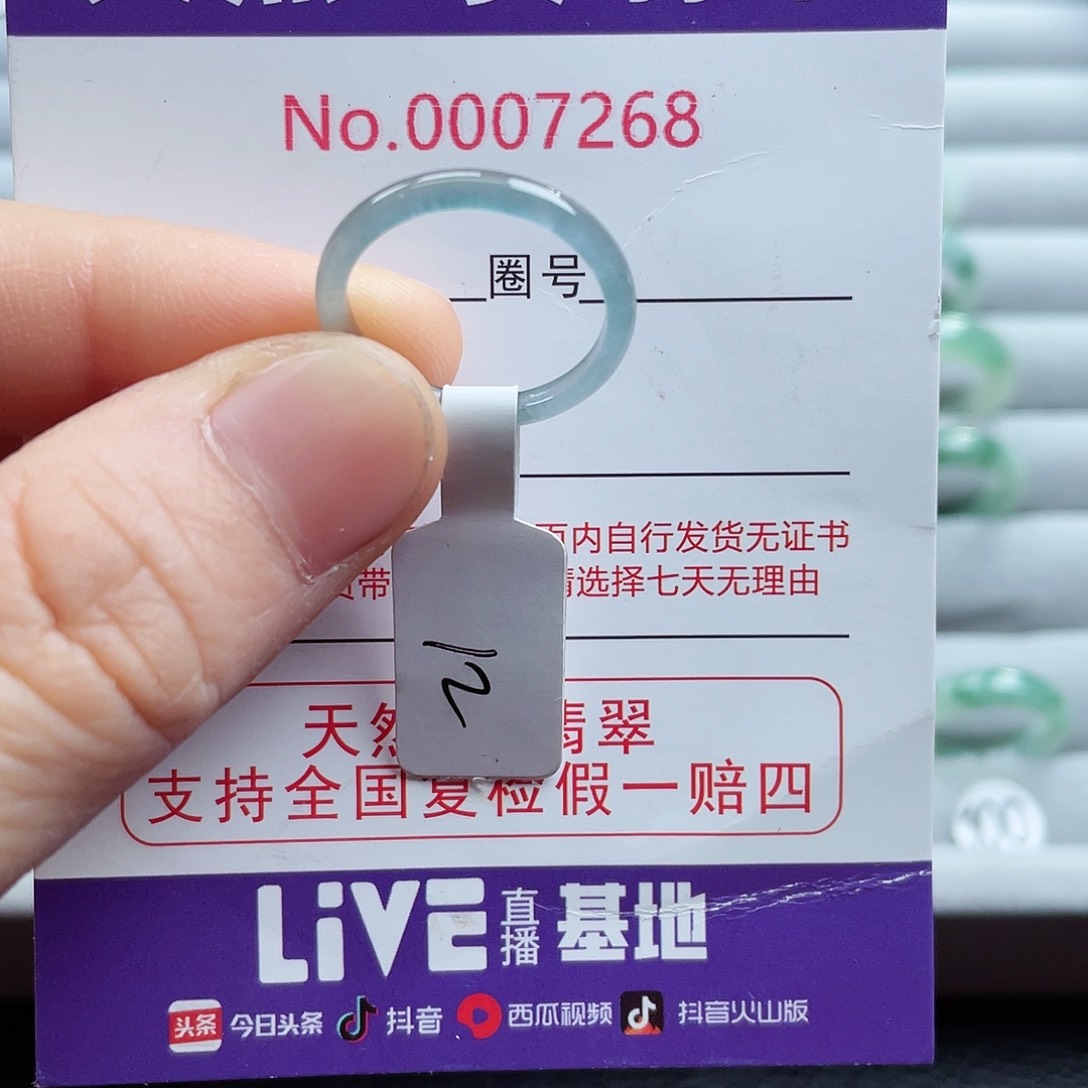 No.0007268
圈号
内自行发货无证书
带 选择七天无理由
12
天然 翡翠
支持全国复检假一赔四
LiVE 直播 基地
头条 今日头条 抖音 西瓜视频 抖音火山版